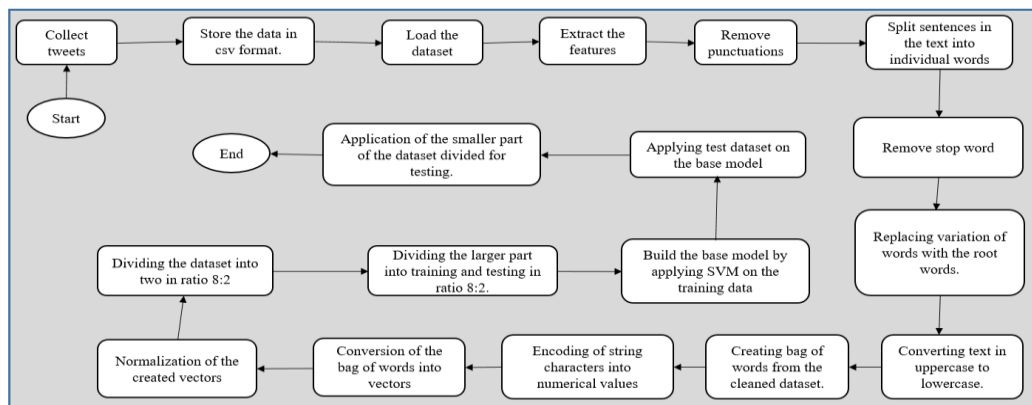 Collect
tweets
Store the data in
csv format.
Load the
dataset
Extract the
features
Remove
punctuations
Split sentences in
the text into
individual words
Start
Remove stop word
Replacing variation of
words with the root
words.
Converting text in
uppercase to
lowercase.
Creating bag of
words from the
cleaned dataset.
Encoding of string
characters into
numerical values
Conversion of the
bag of words into
vectors
Normalization of the
created vectors
Dividing the dataset into
two in ratio 8:2
Dividing the larger part
into training and testing in
ratio 8:2.
Build the base model by
applying SVM on the
training data
Applying test dataset on
the base model
Application of the smaller part
of the dataset divided for
testing.
End